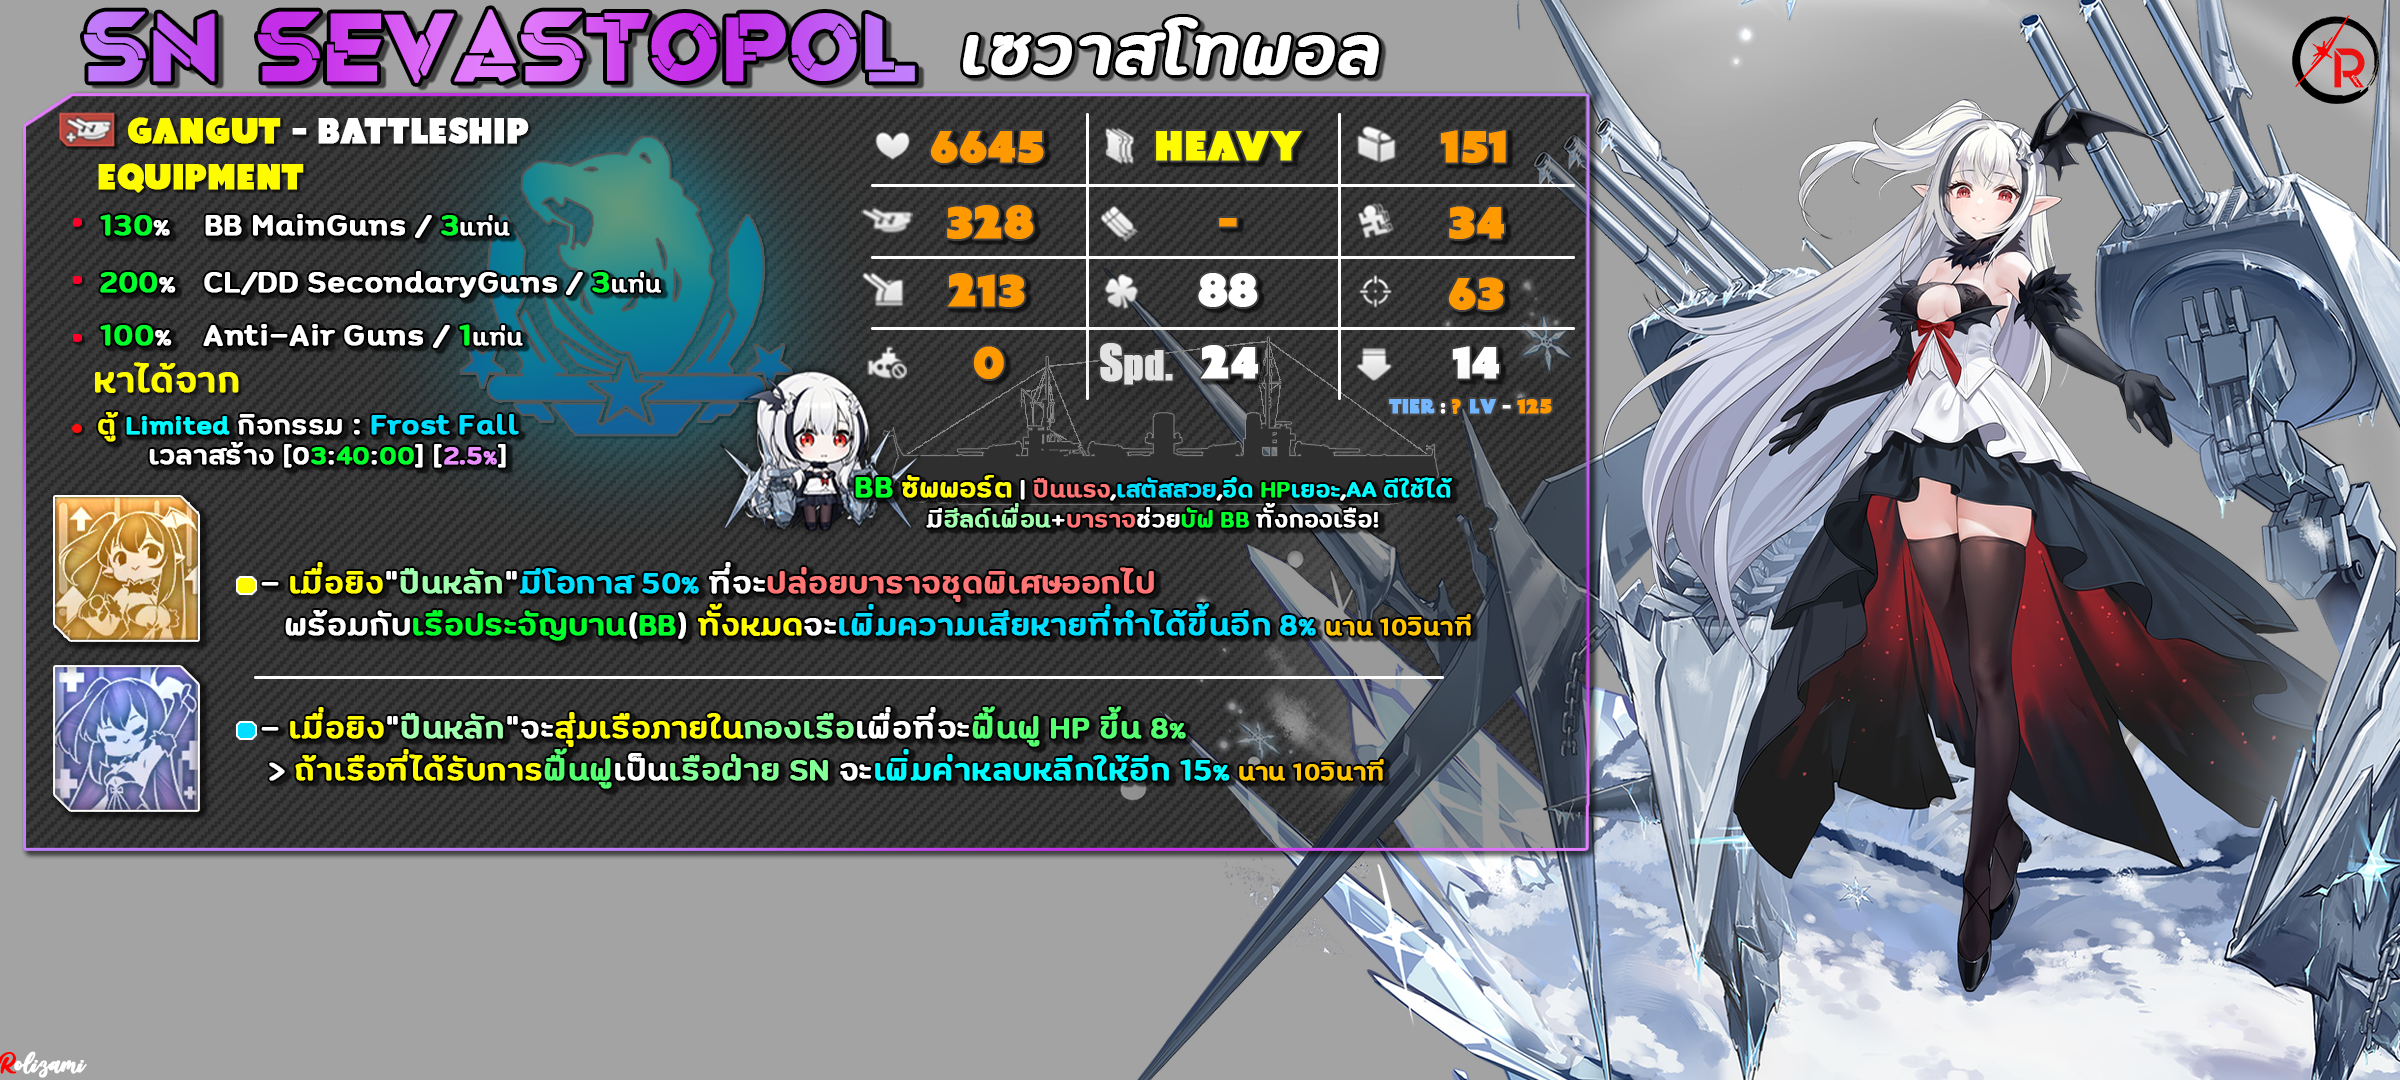 SN SEVASTOPOL เซวาสโทพอล
GANGUT - BATTLESHIP
EQUIPMENT
• 130% BB MainGuns / 3แท่น
• 200% CL/DD SecondaryGuns / 3แท่น
• 100% Anti-Air Guns / 1แท่น
หาได้จาก
• ตู้ Limited กิจกรรม : Frost Fall
เวลาสร้าง [03:40:00] [2.5%]
6645 HEAVY 151
328 - 34
213 88 63
0 Spd. 24 14
TIER : ? LV - 125
BB ซัพพอร์ต | ปืนแรง,เสตัสสวย,อึด HPเยอะ,AA ดีใช้ได้
มีฮีลด์เพื่อน+บาราจช่วยบัฟ BB ทั้งกองเรือ!
- เมื่อยิง"ปืนหลัก"มีโอกาส 50% ที่จะปล่อยบาราจชุดพิเศษออกไป
พร้อมกับเรือประจัญบาน(BB) ทั้งหมดจะเพิ่มความเสียหายที่ทำได้ขึ้นอีก 8% นาน 10วินาที
- เมื่อยิง"ปืนหลัก"จะสุ่มเรือภายในกองเรือเพื่อที่จะฟื้นฟู HP ขึ้น 8%
> ถ้าเรือที่ได้รับการฟื้นฟูเป็นเรือฝ่าย SN จะเพิ่มค่าหลบหลีกให้อีก 15% นาน 10วินาที
R
Rolizami